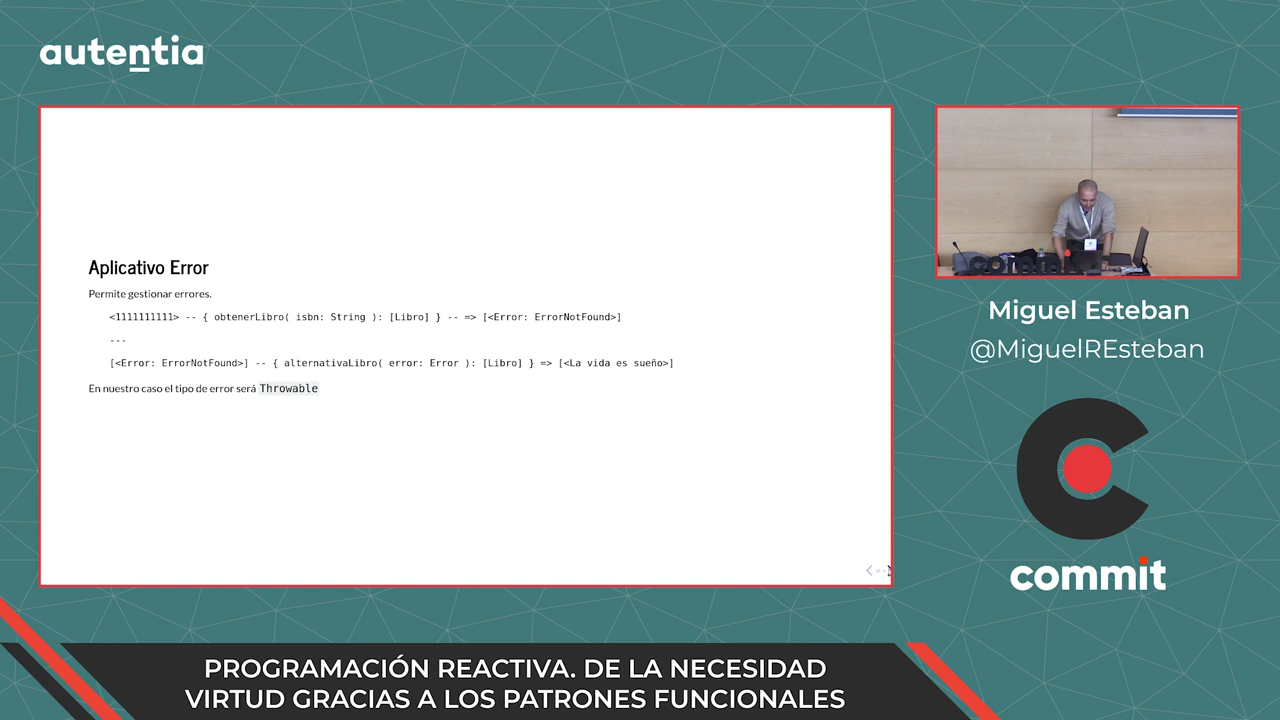 autentia
Aplicativo Error
Permite gestionar errores.
<1111111111> -- { obtenerLibro( isbn: String ): [Libro] } -- => [<Error: ErrorNotFound>]
---
[<Error: ErrorNotFound>] -- { alternativaLibro( error: Error ): [Libro] } => [<La vida es sueño>]
En nuestro caso el tipo de error será Throwable
Miguel Esteban
@MiguelREsteban
commit
PROGRAMACIÓN REACTIVA. DE LA NECESIDAD
VIRTUD GRACIAS A LOS PATRONES FUNCIONALES